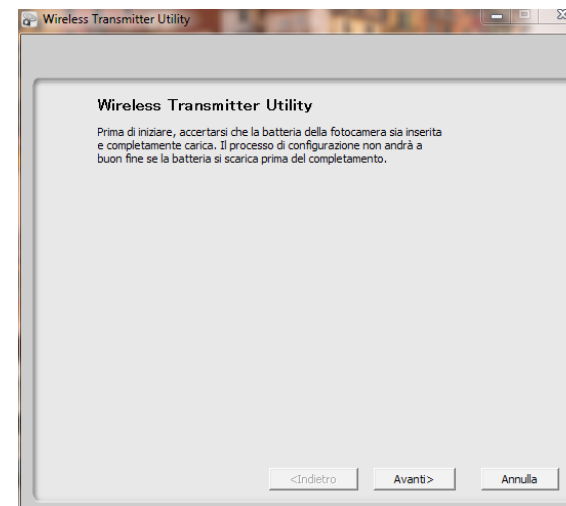 Wireless Transmitter Utility
Wireless Transmitter Utility
Prima di iniziare, accertarsi che la batteria della fotocamera sia inserita
e completamente carica. Il processo di configurazione non andrà a
buon fine se la batteria si scarica prima del completamento.
<Indietro Avanti> Annulla